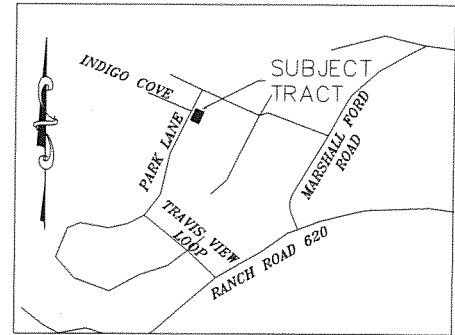 INDIGO COVE
SUBJECT
TRACT
PARK LANE
MARSHALL FORD
ROAD
TRAVIS VIEW
LOOP
RANCH ROAD 620